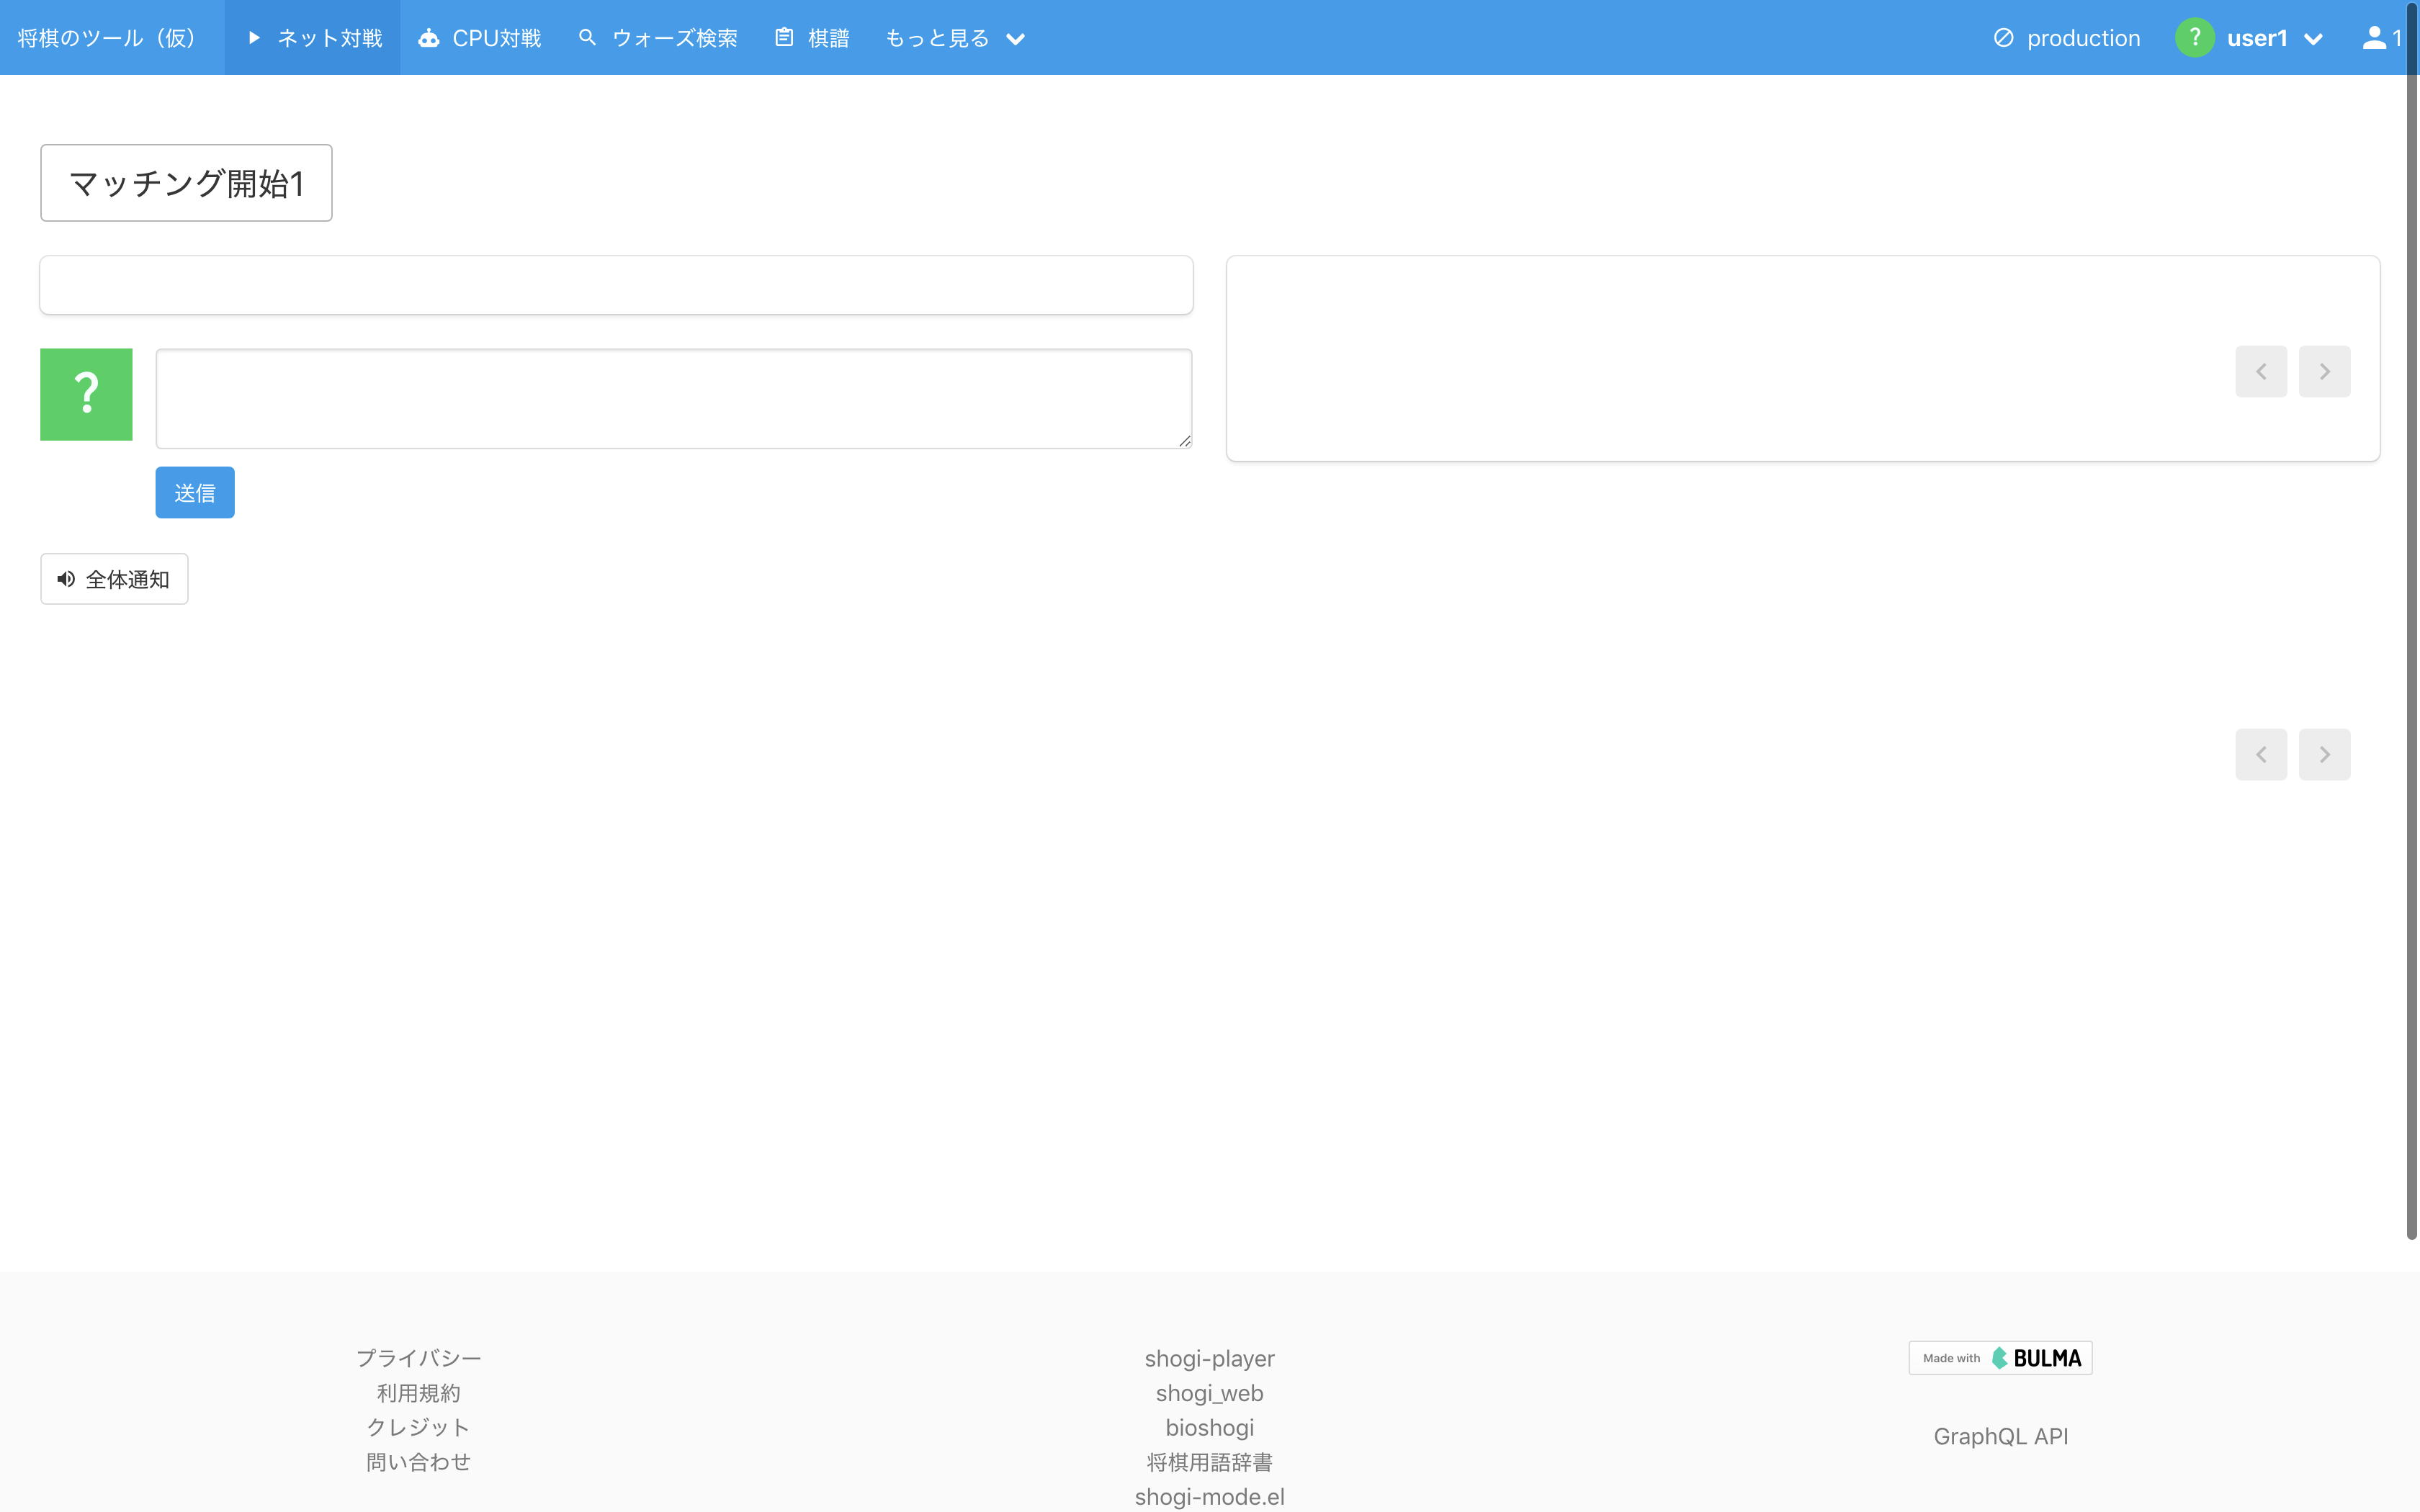 将棋のツール（仮） ネット対戦 CPU対戦 ウォーズ検索 棋譜 もっと見る production ? user1 1
マッチング開始1
?
送信
全体通知
プライバシー
利用規約
クレジット
問い合わせ
shogi-player
shogi_web
bioshogi
将棋用語辞書
shogi-mode.el
Made with BULMA
GraphQL API